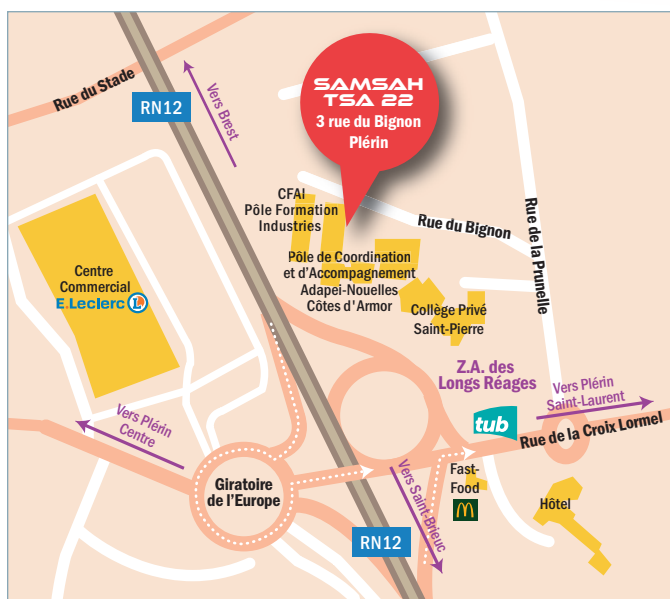 Rue du Stade
RN12
Vers Brest
SAMSAH
TSA 22
3 rue du Bignon
Plérin
CFAI
Pôle Formation
Industries
Rue du Bignon
Rue de la Prunelle
Pôle de Coordination
et d'Accompagnement
Adapei-Nouelles
Côtes d'Armor
Centre
Commercial
E.Leclerc L
Collège Privé
Saint-Pierre
Z.A. des
Longs Réages
Vers Plérin
Saint-Laurent
tub
Rue de la Croix Lormel
Vers Plérin
Centre
Giratoire
de l'Europe
Vers Saint-Brieuc
Fast-
Food
M
Hôtel
RN12